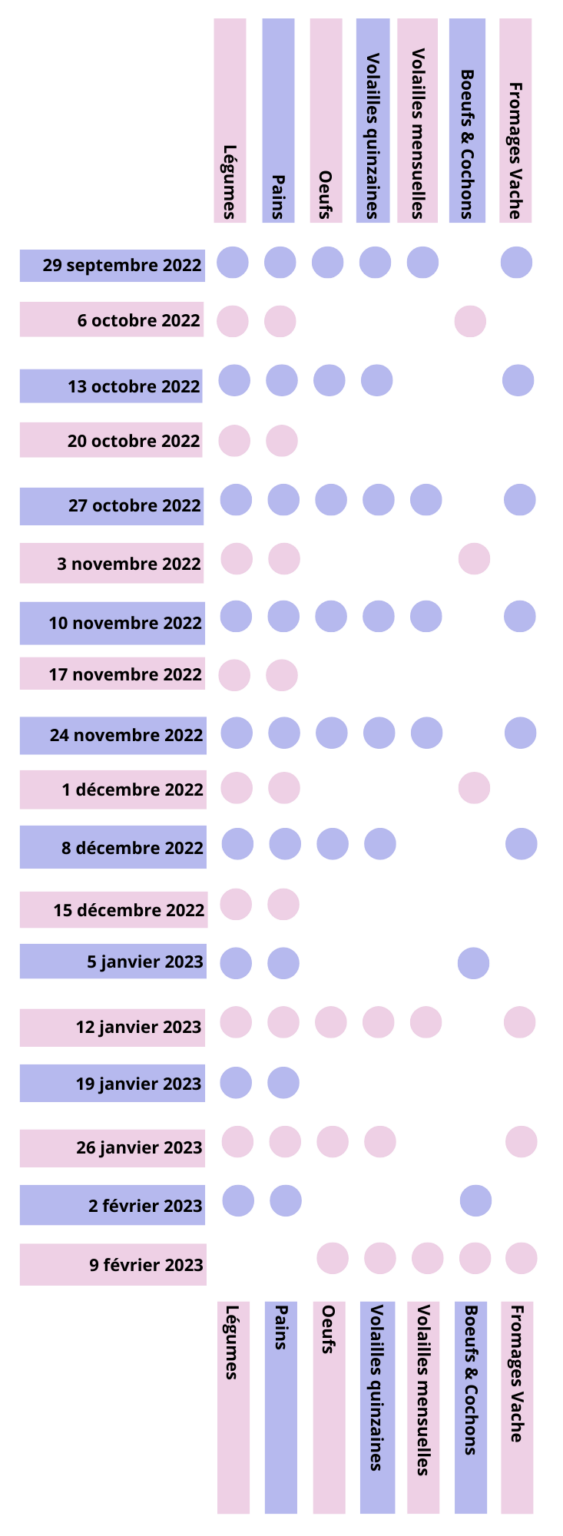 Légumes
Pains
Oeufs
Volailles quinzaines
Volailles mensuelles
Boeufs & Cochons
Fromages Vache
29 septembre 2022
6 octobre 2022
13 octobre 2022
20 octobre 2022
27 octobre 2022
3 novembre 2022
10 novembre 2022
17 novembre 2022
24 novembre 2022
1 décembre 2022
8 décembre 2022
15 décembre 2022
5 janvier 2023
12 janvier 2023
19 janvier 2023
26 janvier 2023
2 février 2023
9 février 2023
Légumes
Pains
Oeufs
Volailles quinzaines
Volailles mensuelles
Boeufs & Cochons
Fromages Vache